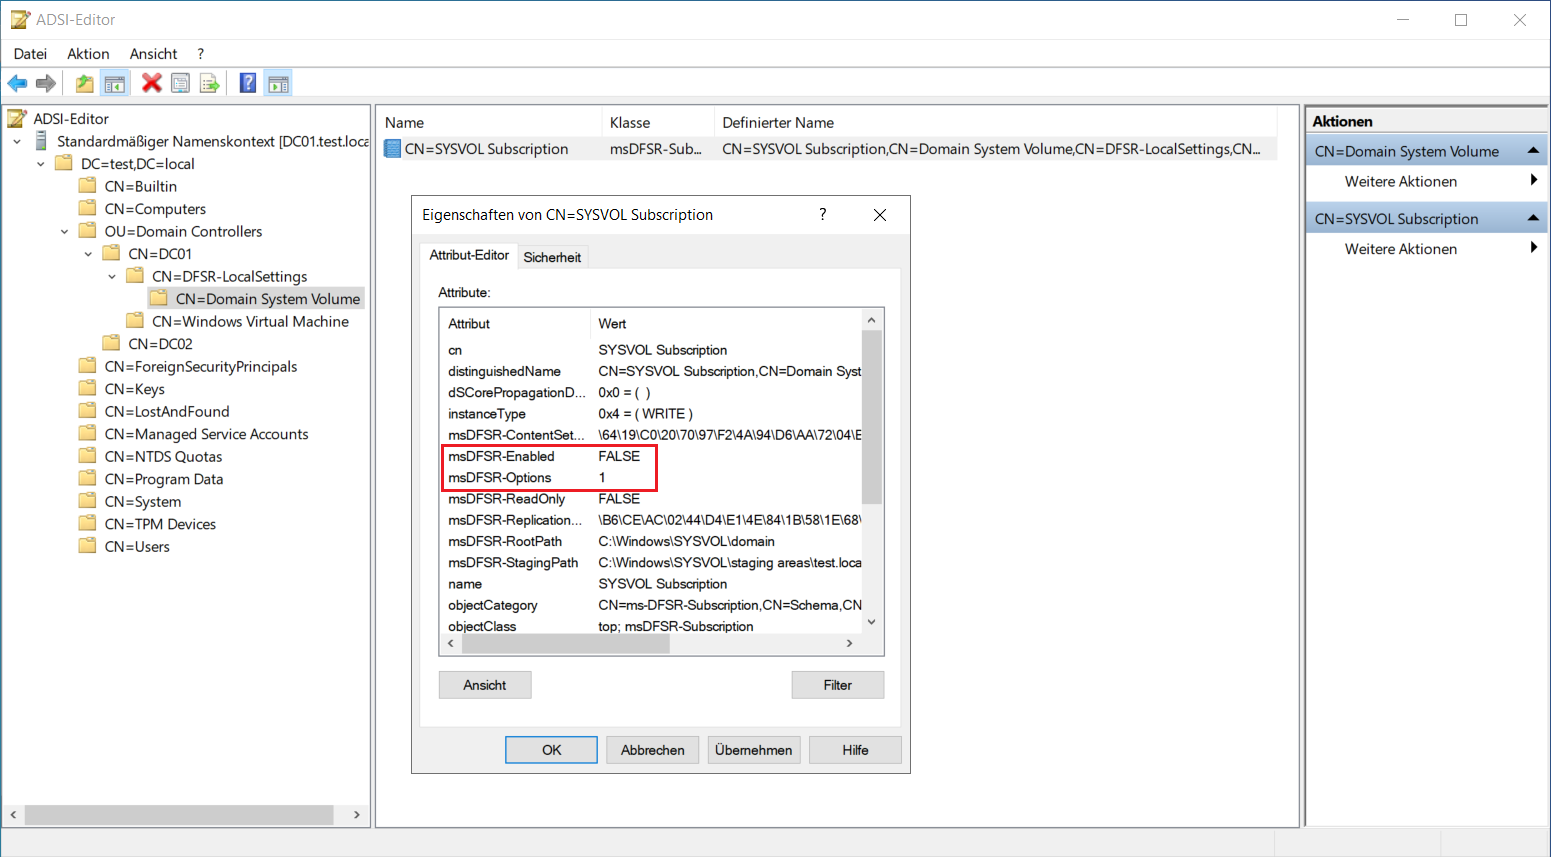 ADSI-Editor
Datei Aktion Ansicht ?
ADSI-Editor
Standardmäßiger Namenskontext [DC01.test.loca
DC=test,DC=local
CN=Builtin
CN=Computers
OU=Domain Controllers
CN=DC01
CN=DFSR-LocalSettings
CN=Domain System Volume
CN=Windows Virtual Machine
CN=DC02
CN=ForeignSecurityPrincipals
CN=Keys
CN=LostAndFound
CN=Managed Service Accounts
CN=NTDS Quotas
CN=Program Data
CN=System
CN=TPM Devices
CN=Users
Name Klasse Definierter Name
CN=SYSVOL Subscription msDFSR-Sub... CN=SYSVOL Subscription,CN=Domain System Volume,CN=DFSR-LocalSettings,CN...
Eigenschaften von CN=SYSVOL Subscription ?
Attribut-Editor Sicherheit
Attribute:
Attribut Wert
cn SYSVOL Subscription
distinguishedName CN=SYSVOL Subscription,CN=Domain Syst
dSCorePropagationD... 0x0 = ( )
instanceType 0x4 = ( WRITE )
msDFSR-ContentSet... \64\19\C0\20\70\97\F2\4A\94\D6\AA\72\04\E
msDFSR-Enabled FALSE
msDFSR-Options 1
msDFSR-ReadOnly FALSE
msDFSR-Replication... \B6\CE\AC\02\44\D4\E1\4E\84\1B\58\1E\68\
msDFSR-RootPath C:\Windows\SYSVOL\domain
msDFSR-StagingPath C:\Windows\SYSVOL\staging areas\test.loca
name SYSVOL Subscription
objectCategory CN=ms-DFSR-Subscription,CN=Schema,CN
objectClass top; msDFSR-Subscription
Ansicht Filter
OK Abbrechen Übernehmen Hilfe
Aktionen
CN=Domain System Volume
Weitere Aktionen
CN=SYSVOL Subscription
Weitere Aktionen